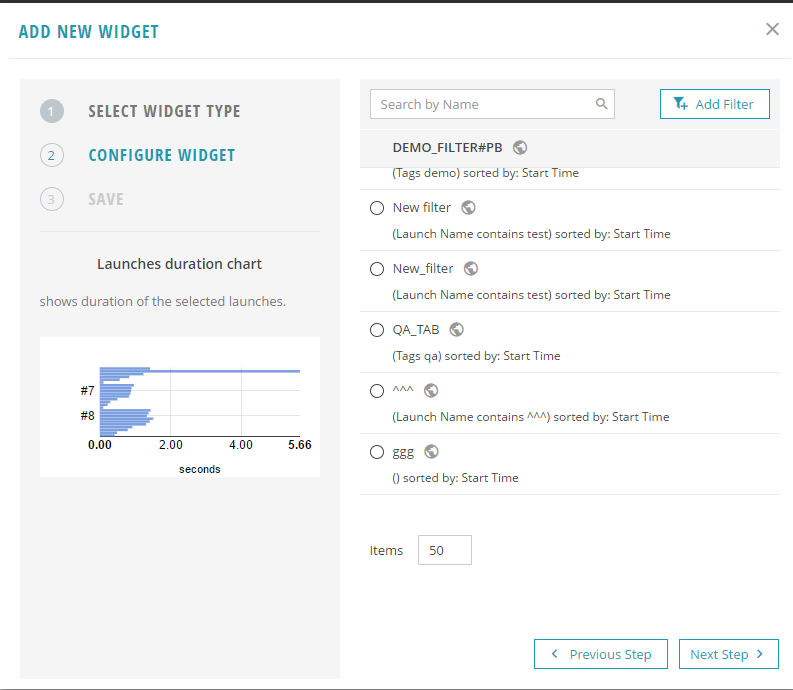 ADD NEW WIDGET
1 SELECT WIDGET TYPE
2 CONFIGURE WIDGET
3 SAVE
Launches duration chart
shows duration of the selected launches.
#7
#8
0.00 2.00 4.00 5.66
seconds
Search by Name
Add Filter
DEMO_FILTER#PB
(Tags demo) sorted by: Start Time
New filter
(Launch Name contains test) sorted by: Start Time
New_filter
(Launch Name contains test) sorted by: Start Time
QA_TAB
(Tags qa) sorted by: Start Time
^^^
(Launch Name contains ^^^) sorted by: Start Time
ggg
() sorted by: Start Time
Items 50
Previous Step Next Step